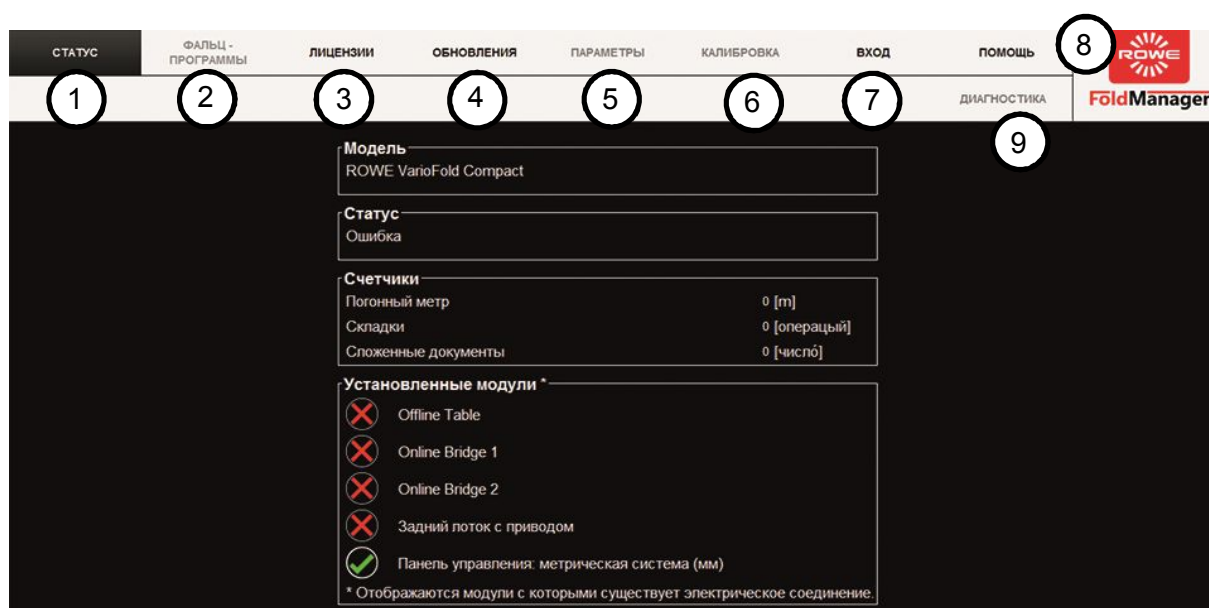 СТАТУС
ФАЛЬЦ -
ПРОГРАММЫ
ЛИЦЕНЗИИ
ОБНОВЛЕНИЯ
ПАРАМЕТРЫ
КАЛИБРОВКА
ВХОД
ПОМОЩЬ
8
ROWE
1
2
3
4
5
6
7
ДИАГНОСТИКА
FoldManager
9
Модель
ROWE VarioFold Compact
Статус
Ошибка
Счетчики
Погонный метр 0 [m]
Складки 0 [операцый]
Сложенные документы 0 [число́]
Установленные модули *
Offline Table
Online Bridge 1
Online Bridge 2
Задний лоток с приводом
Панель управления: метрическая система (мм)
* Отображаются модули с которыми существует электрическое соединение.